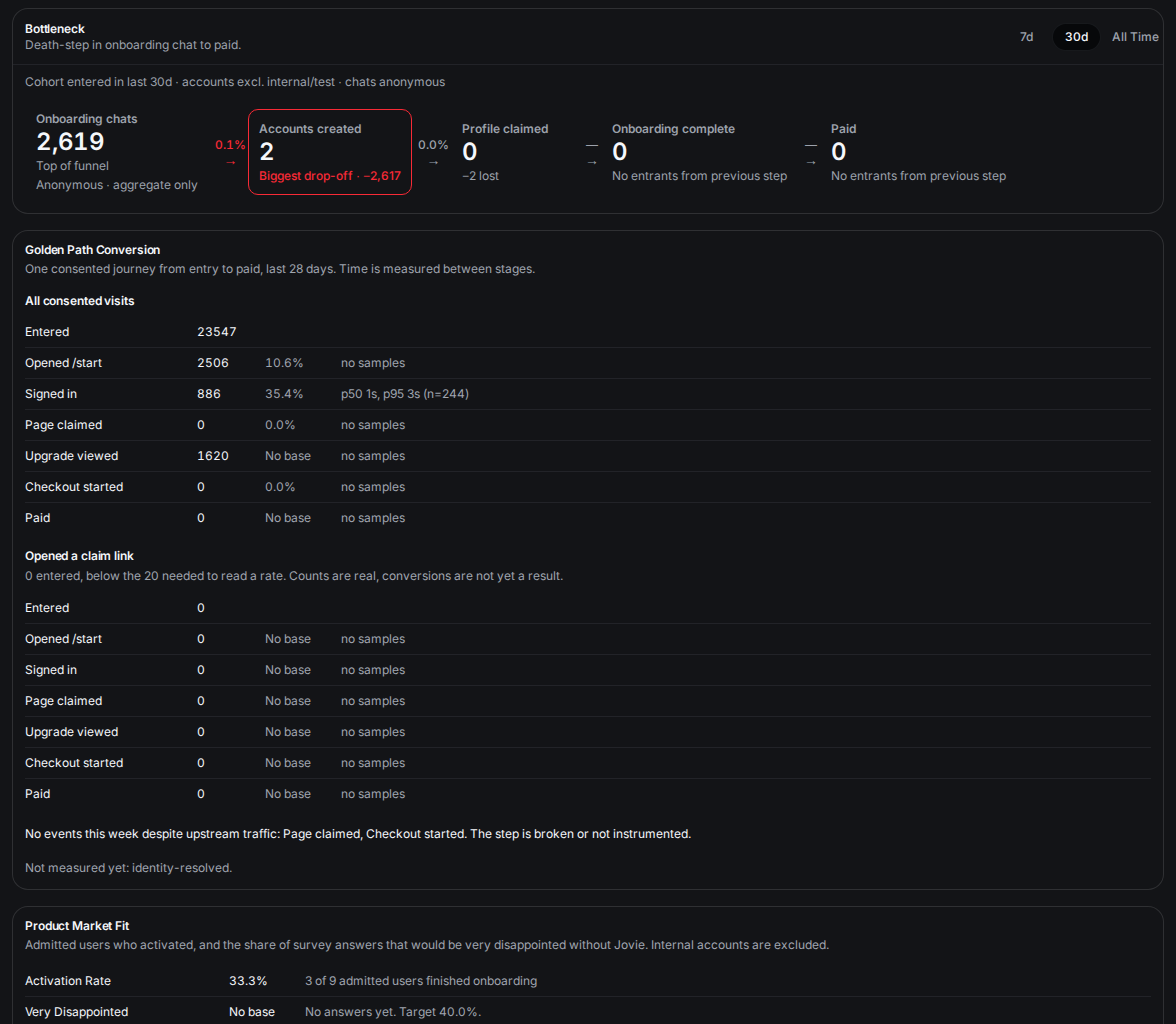 Bottleneck
Death-step in onboarding chat to paid.
7d 30d All Time
Cohort entered in last 30d · accounts excl. internal/test · chats anonymous
Onboarding chats
2,619
Top of funnel
Anonymous · aggregate only
0.1%
→
Accounts created
2
Biggest drop-off · −2,617
0.0%
→
Profile claimed
0
−2 lost
—
→
Onboarding complete
0
No entrants from previous step
—
→
Paid
0
No entrants from previous step
Golden Path Conversion
One consented journey from entry to paid, last 28 days. Time is measured between stages.
All consented visits
Entered 23547
Opened /start 2506 10.6% no samples
Signed in 886 35.4% p50 1s, p95 3s (n=244)
Page claimed 0 0.0% no samples
Upgrade viewed 1620 No base no samples
Checkout started 0 0.0% no samples
Paid 0 No base no samples
Opened a claim link
0 entered, below the 20 needed to read a rate. Counts are real, conversions are not yet a result.
Entered 0
Opened /start 0 No base no samples
Signed in 0 No base no samples
Page claimed 0 No base no samples
Upgrade viewed 0 No base no samples
Checkout started 0 No base no samples
Paid 0 No base no samples
No events this week despite upstream traffic: Page claimed, Checkout started. The step is broken or not instrumented.
Not measured yet: identity-resolved.
Product Market Fit
Admitted users who activated, and the share of survey answers that would be very disappointed without Jovie. Internal accounts are excluded.
Activation Rate 33.3% 3 of 9 admitted users finished onboarding
Very Disappointed No base No answers yet. Target 40.0%.